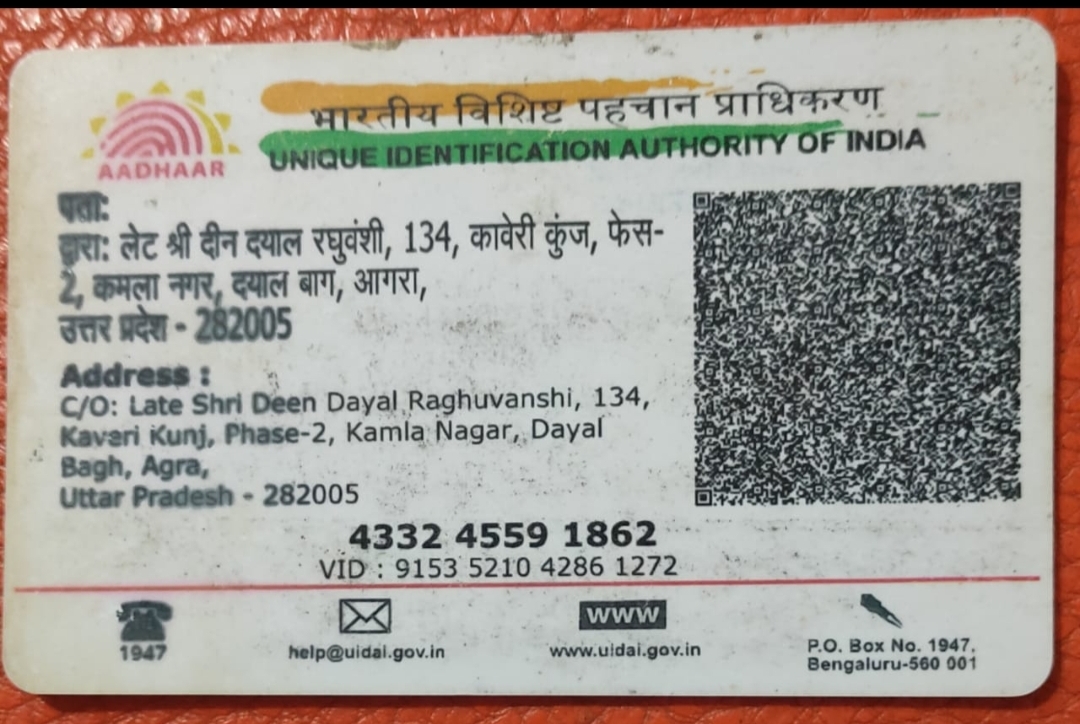 भारतीय विशिष्ट पहचान प्राधिकरण
UNIQUE IDENTIFICATION AUTHORITY OF INDIA
AADHAAR
पता:
द्वारा: लेट श्री दीन दयाल रघुवंशी, 134, कावेरी कुंज, फेस-
2, कमला नगर, दयाल बाग, आगरा,
उत्तर प्रदेश - 282005
Address :
C/O: Late Shri Deen Dayal Raghuvanshi, 134,
Kaveri Kunj, Phase-2, Kamla Nagar, Dayal
Bagh, Agra,
Uttar Pradesh - 282005
4332 4559 1862
VID : 9153 5210 4286 1272
1947
help@uidai.gov.in
www
www.uidai.gov.in
P.O. Box No. 1947,
Bengaluru-560 001